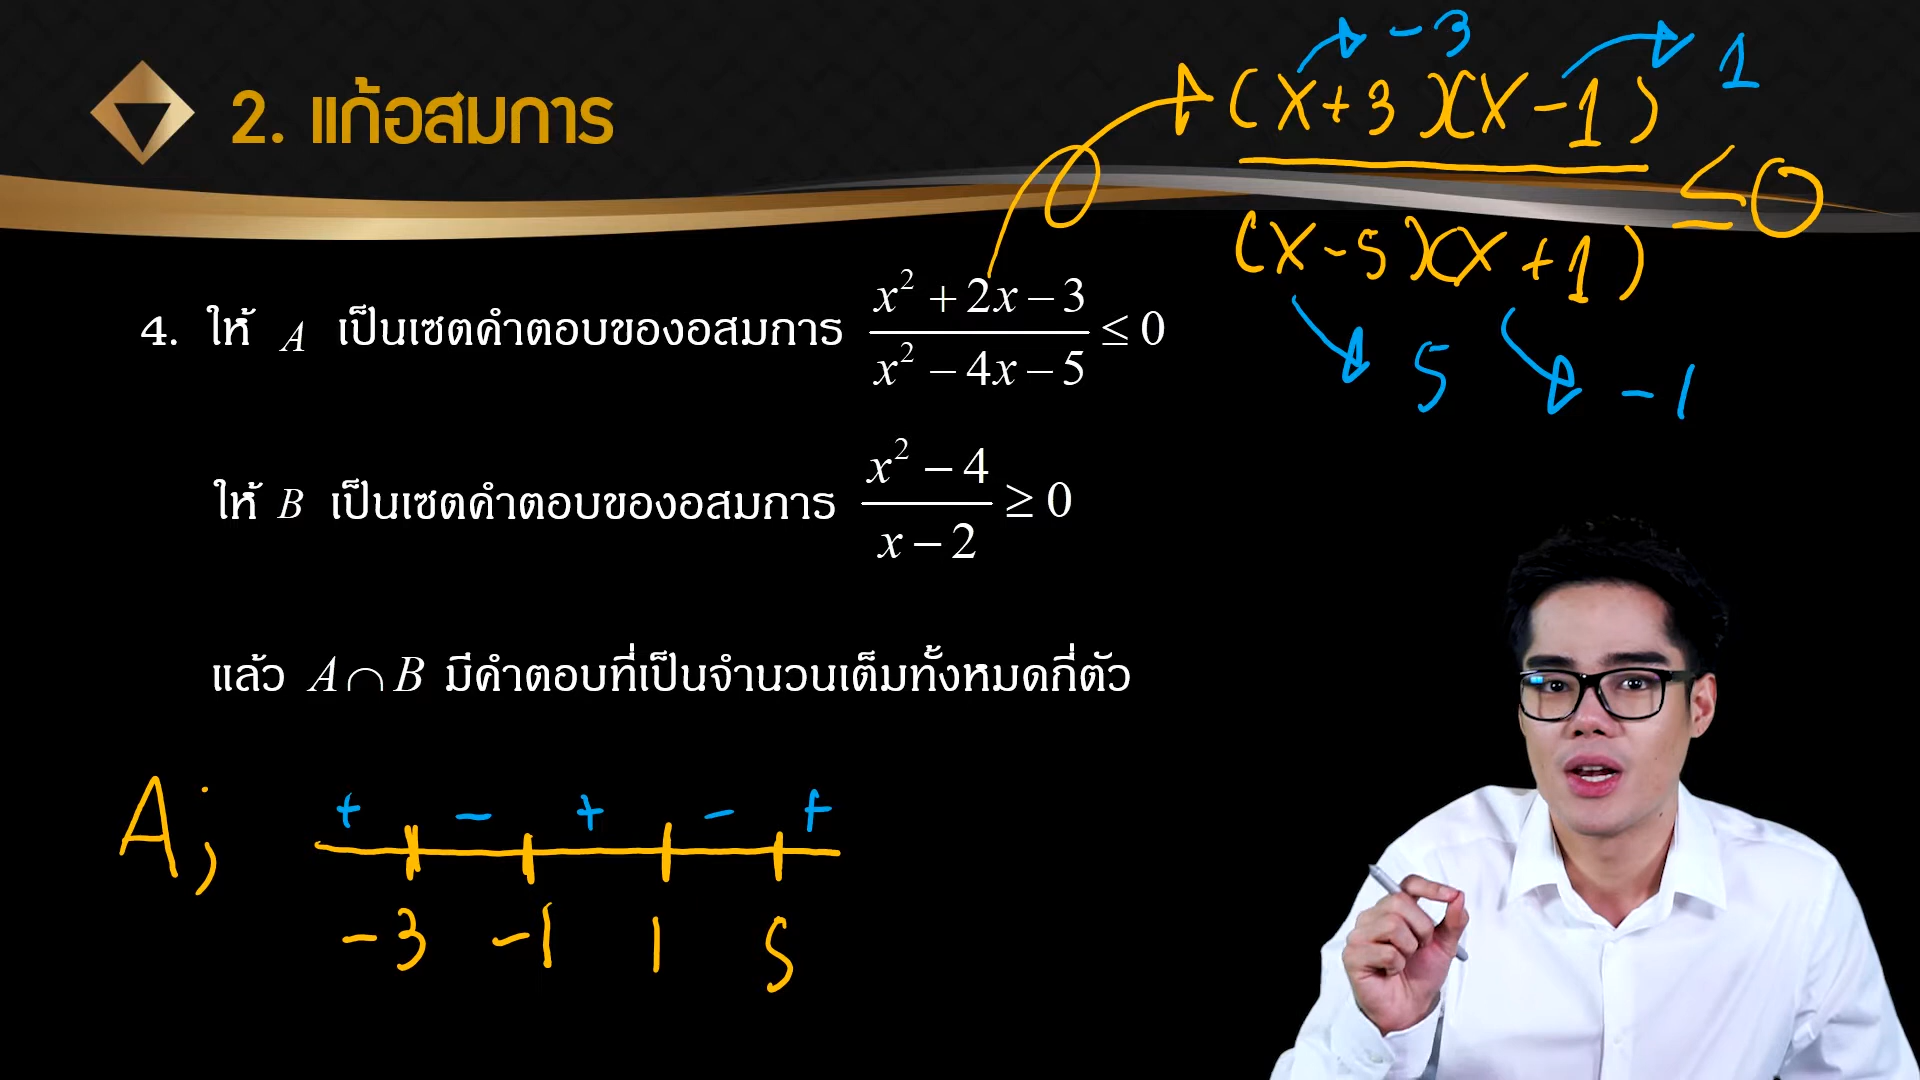 2. แก้อสมการ
(x+3)(x-1)
-3
1
≤0
(x-5)(x+1)
5
-1
4. ให้ A เป็นเซตคำตอบของอสมการ (x² + 2x − 3)/(x² − 4x − 5) ≤ 0
ให้ B เป็นเซตคำตอบของอสมการ (x² − 4)/(x − 2) ≥ 0
แล้ว A∩B มีคำตอบที่เป็นจำนวนเต็มทั้งหมดกี่ตัว
A;
+ - + - +
-3 -1 1 5